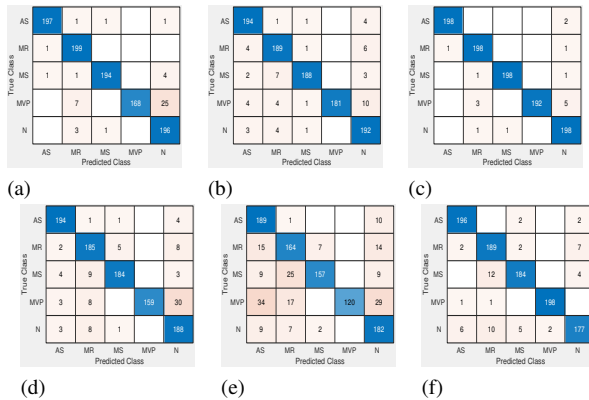 AS 197 1 1 1
MR 1 199
MS 1 1 194 4
MVP 7 168 25
N 3 1 196
AS MR MS MVP N
Predicted Class
True Class
(a)
AS 194 1 1 4
MR 4 189 1 6
MS 2 7 188 3
MVP 4 4 1 181 10
N 3 4 1 192
AS MR MS MVP N
Predicted Class
True Class
(b)
AS 198 2
MR 1 198 1
MS 1 198 1
MVP 3 192 5
N 1 1 198
AS MR MS MVP N
Predicted Class
True Class
(c)
AS 194 1 1 4
MR 2 185 5 8
MS 4 9 184 3
MVP 3 8 159 30
N 3 8 1 188
AS MR MS MVP N
Predicted Class
True Class
(d)
AS 189 1 10
MR 15 164 7 14
MS 9 25 157 9
MVP 34 17 120 29
N 9 7 2 182
AS MR MS MVP N
Predicted Class
True Class
(e)
AS 196 2 2
MR 2 189 2 7
MS 12 184 4
MVP 1 1 198
N 6 10 5 2 177
AS MR MS MVP N
Predicted Class
True Class
(f)